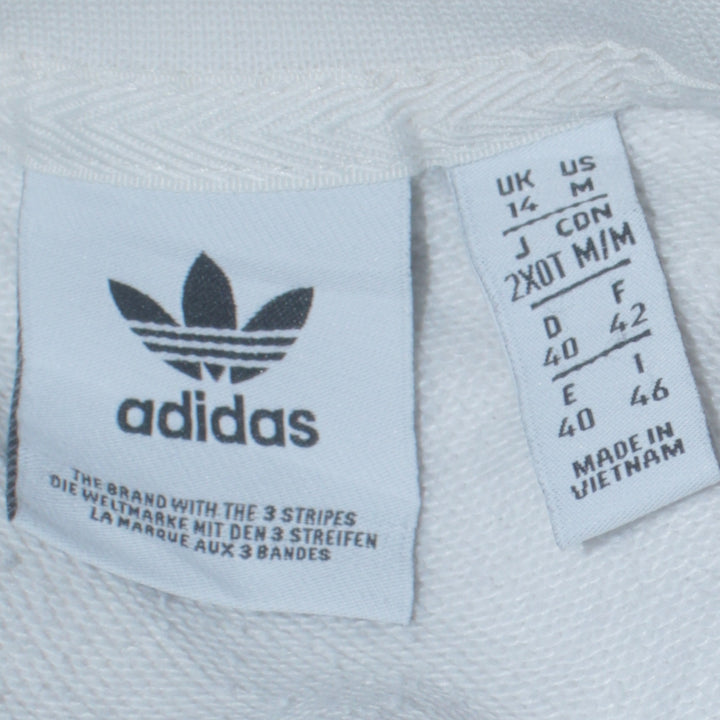 adidas
THE BRAND WITH THE 3 STRIPES
DIE WELTMARKE MIT DEN 3 STREIFEN
LA MARQUE AUX 3 BANDES
UK US
14 M
J CDN
2XOT M/M
D F
40 42
E I
40 46
MADE IN
VIETNAM